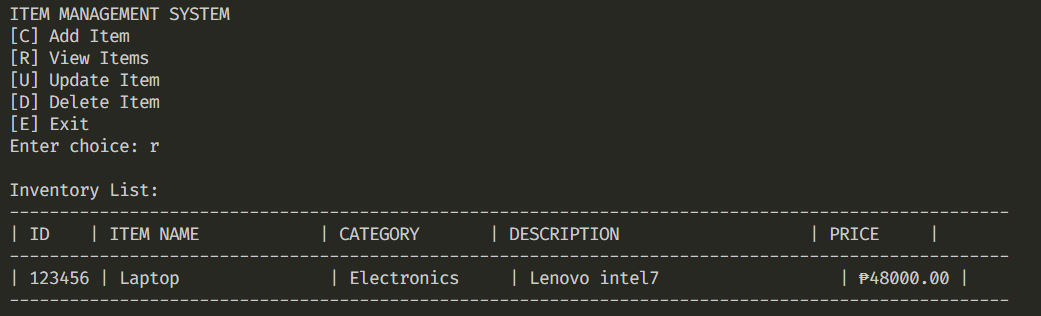 ITEM MANAGEMENT SYSTEM
[C] Add Item
[R] View Items
[U] Update Item
[D] Delete Item
[E] Exit
Enter choice: r
Inventory List:
----------------------------------------------------------------------------------------------------
| ID    | ITEM NAME            | CATEGORY       | DESCRIPTION                   | PRICE     |
----------------------------------------------------------------------------------------------------
| 123456 | Laptop               | Electronics     | Lenovo intel7                  | ₱48000.00 |
----------------------------------------------------------------------------------------------------